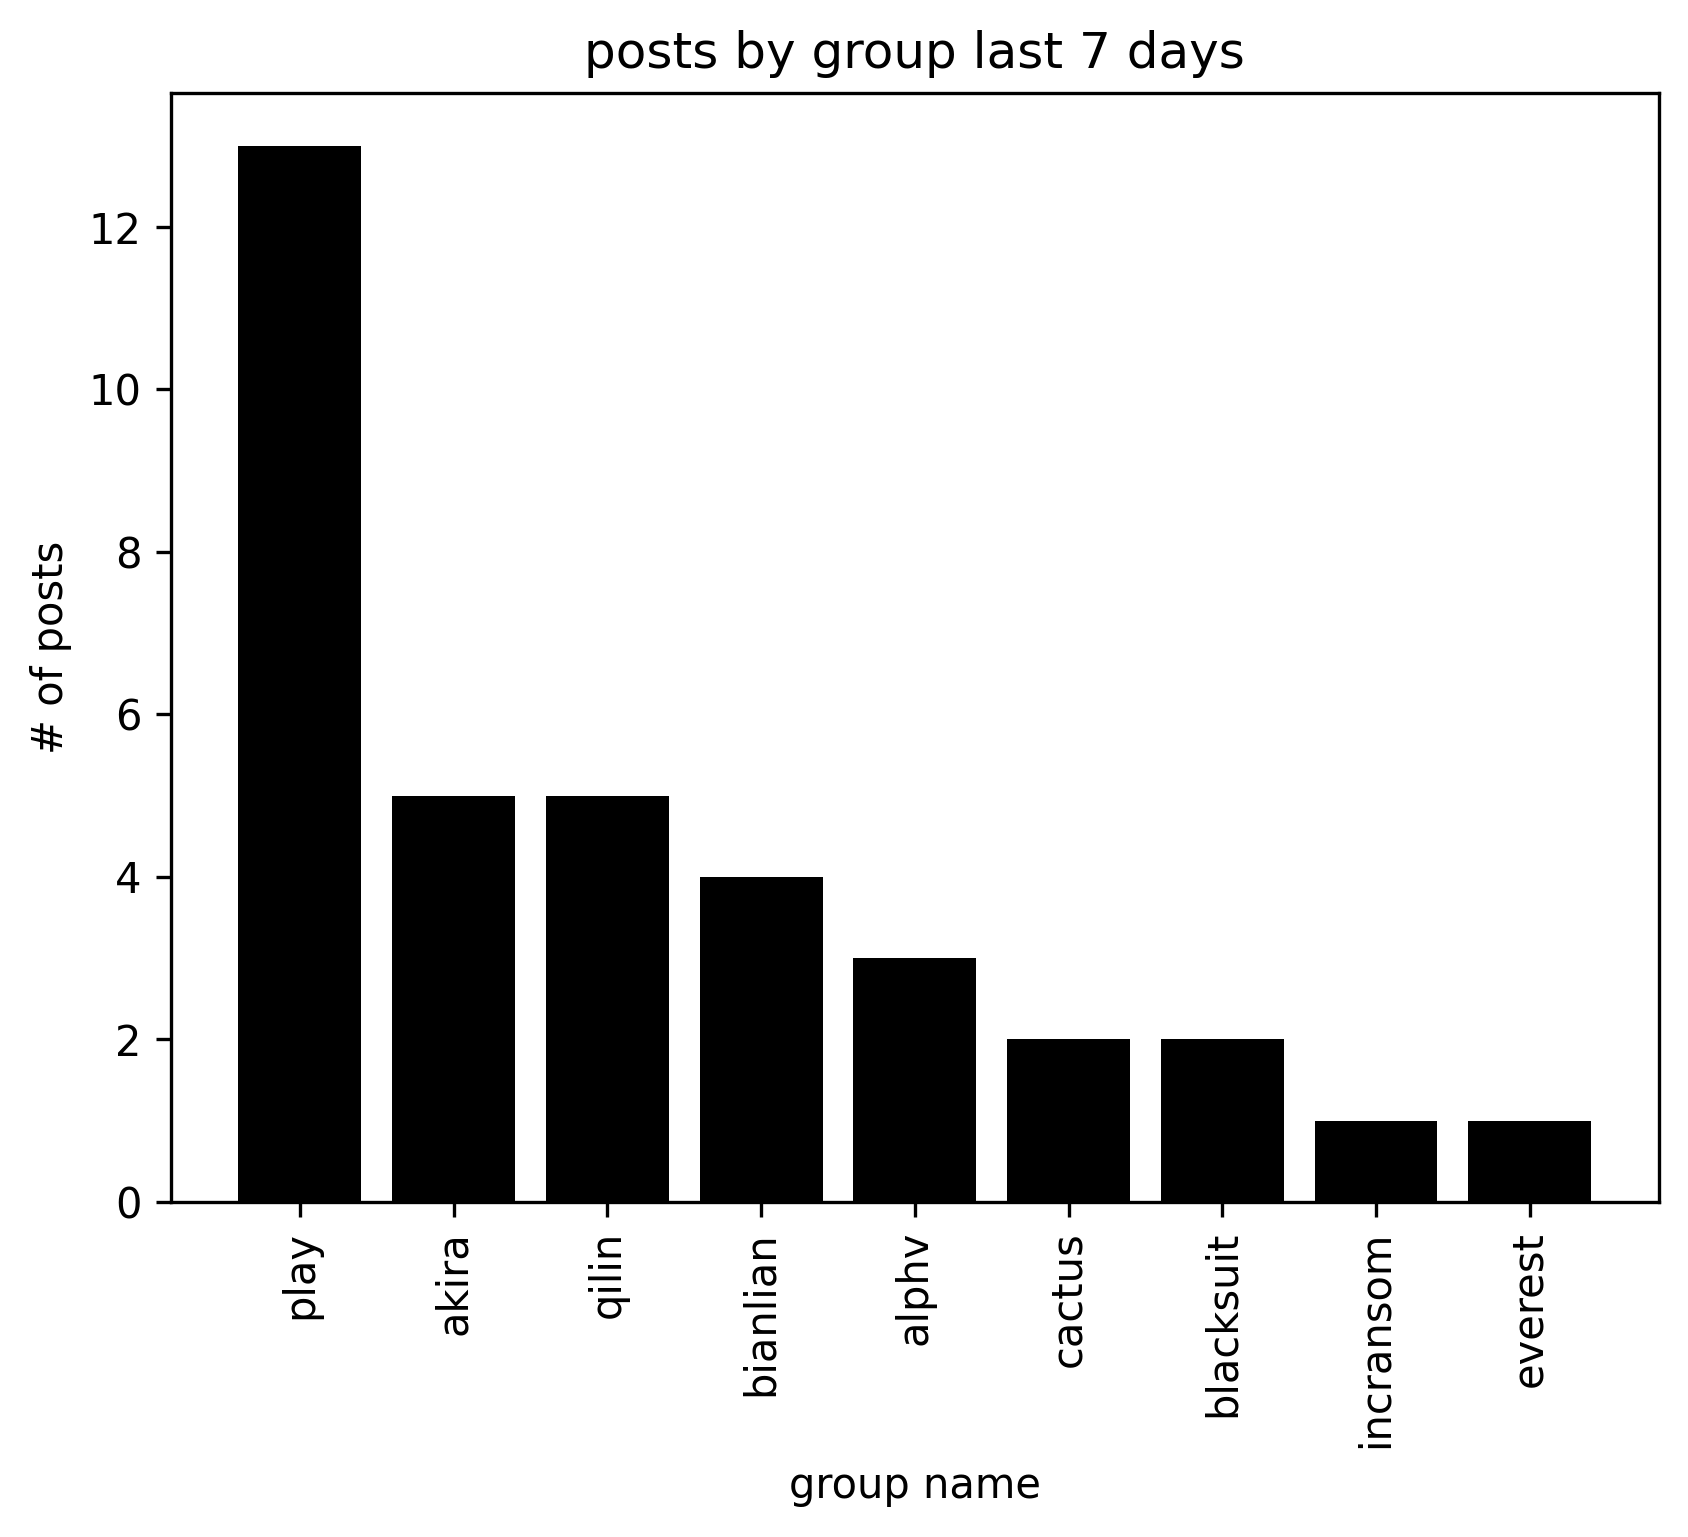 posts by group last 7 days
# of posts
12
10
8
6
4
2
0
play
akira
qilin
bianlian
alphv
cactus
blacksuit
incransom
everest
group name